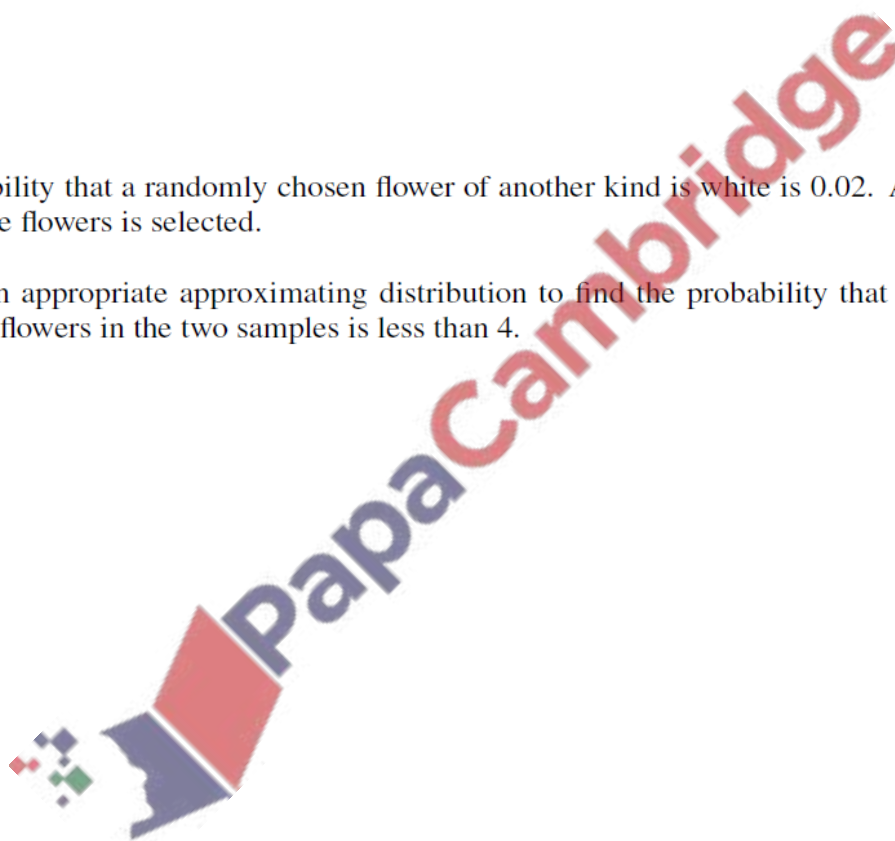 bility that a randomly chosen flower of another kind is white is 0.02.
e flowers is selected.
n appropriate approximating distribution to find the probability that
flowers in the two samples is less than 4.
PapaCambridge